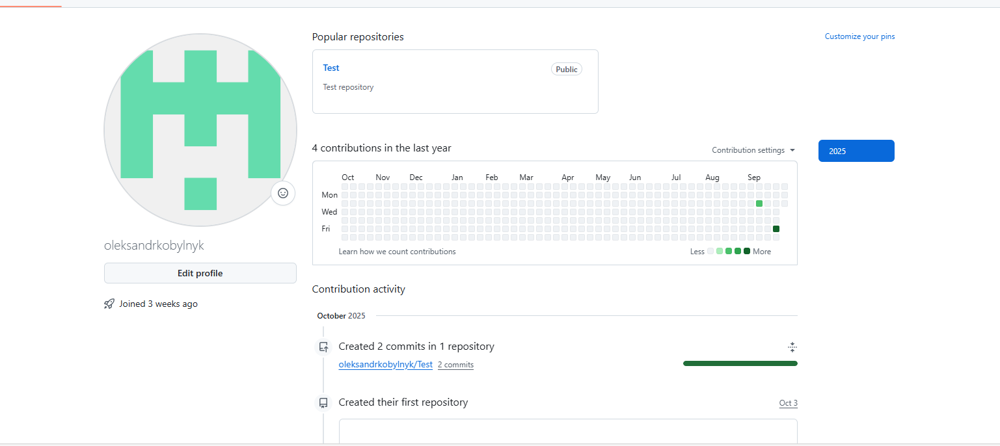 Popular repositories
Customize your pins
Test
Public
Test repository
4 contributions in the last year
Contribution settings
2025
Oct Nov Dec Jan Feb Mar Apr May Jun Jul Aug Sep
Mon
Wed
Fri
Learn how we count contributions
Less
More
oleksandrkobylnyk
Edit profile
Joined 3 weeks ago
Contribution activity
October 2025
Created 2 commits in 1 repository
oleksandrkobylnyk/Test 2 commits
Created their first repository
Oct 3